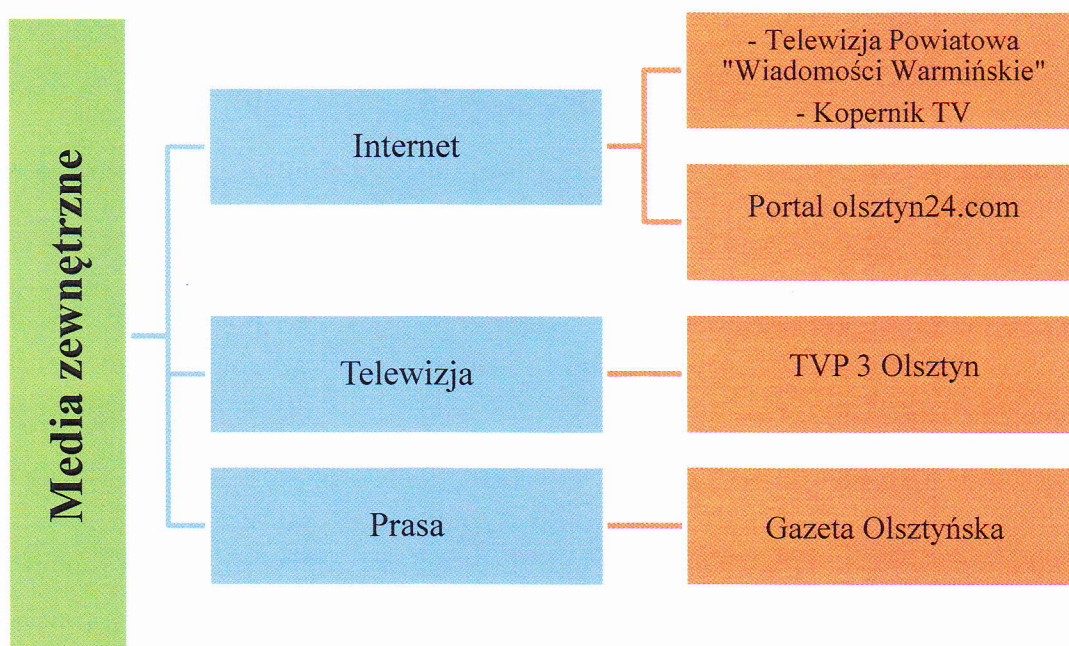 Media zewnętrzne
Internet
- Telewizja Powiatowa
"Wiadomości Warmińskie"
- Kopernik TV
Portal olsztyn24.com
Telewizja
TVP 3 Olsztyn
Prasa
Gazeta Olsztyńska